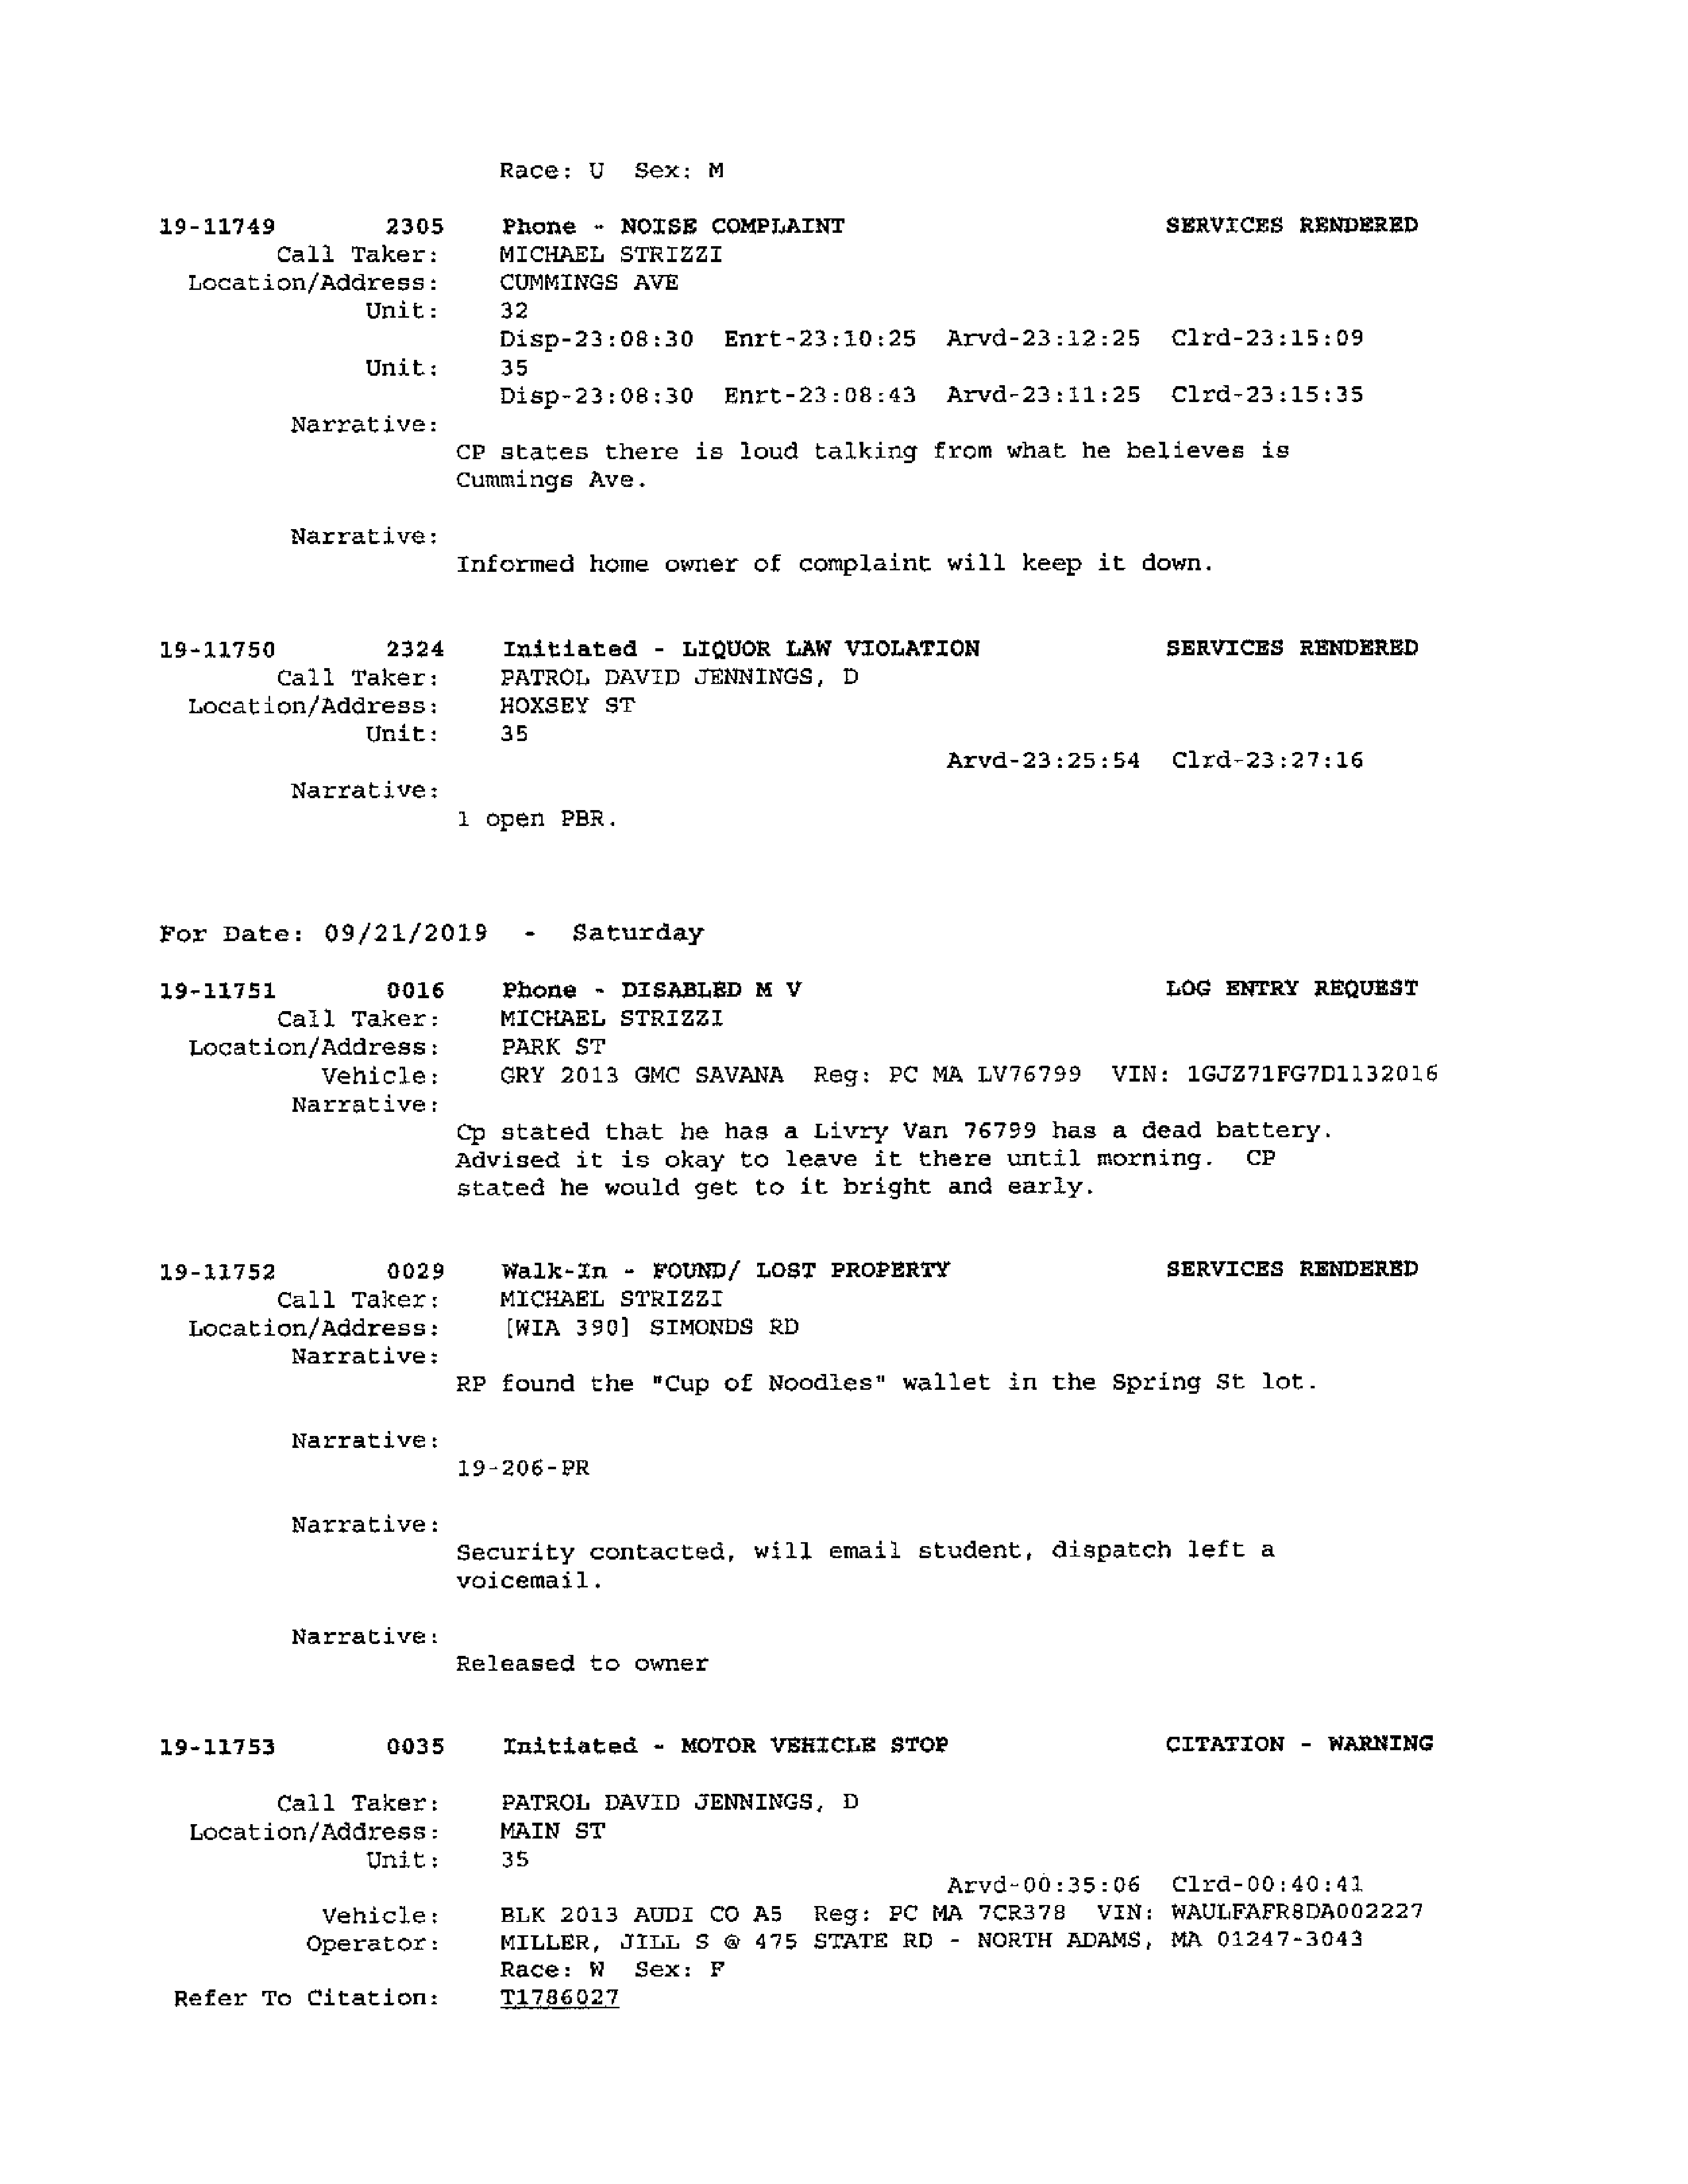 Race: U Sex: M
19-11749 2305 Phone - NOISE COMPLAINT SERVICES RENDERED
Call Taker: MICHAEL STRIZZI
Location/Address: CUMMINGS AVE
Unit: 32
Disp-23:08:30 Enrt-23:10:25 Arvd-23:12:25 Clrd-23:15:09
Unit: 35
Disp-23:08:30 Enrt-23:08:43 Arvd-23:11:25 Clrd-23:15:35
Narrative:
CP states there is loud talking from what he believes is
Cummings Ave.
Narrative:
Informed home owner of complaint will keep it down.
19-11750 2324 Initiated - LIQUOR LAW VIOLATION SERVICES RENDERED
Call Taker: PATROL DAVID JENNINGS, D
Location/Address: HOXSEY ST
Unit: 35
Arvd-23:25:54 Clrd-23:27:16
Narrative:
1 open PBR.
For Date: 09/21/2019 - Saturday
19-11751 0016 Phone - DISABLED M V LOG ENTRY REQUEST
Call Taker: MICHAEL STRIZZI
Location/Address: PARK ST
Vehicle: GRY 2013 GMC SAVANA Reg: PC MA LV76799 VIN: 1GJZ71FG7D1132016
Narrative:
Cp stated that he has a Livry Van 76799 has a dead battery.
Advised it is okay to leave it there until morning. CP
stated he would get to it bright and early.
19-11752 0029 Walk-In - FOUND/ LOST PROPERTY SERVICES RENDERED
Call Taker: MICHAEL STRIZZI
Location/Address: [WIA 390] SIMONDS RD
Narrative:
RP found the "Cup of Noodles" wallet in the Spring St lot.
Narrative:
19-206-PR
Narrative:
Security contacted, will email student, dispatch left a
voicemail.
Narrative:
Released to owner
19-11753 0035 Initiated - MOTOR VEHICLE STOP CITATION - WARNING
Call Taker: PATROL DAVID JENNINGS, D
Location/Address: MAIN ST
Unit: 35
Arvd-00:35:06 Clrd-00:40:41
Vehicle: BLK 2013 AUDI CO A5 Reg: PC MA 7CR378 VIN: WAULFAFR8DA002227
Operator: MILLER, JILL S @ 475 STATE RD - NORTH ADAMS, MA 01247-3043
Race: W Sex: F
Refer To Citation: T1786027